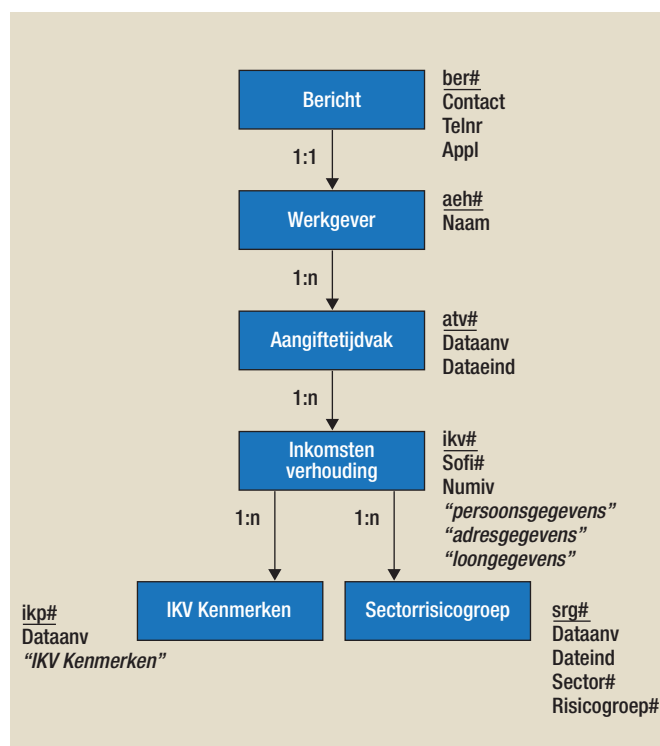 Bericht
ber#
Contact
Telnr
Appl
1:1
Werkgever
aeh#
Naam
1:n
Aangiftetijdvak
atv#
Dataanv
Dataeind
1:n
Inkomsten
verhouding
ikv#
Sofi#
Numiv
“persoonsgegevens”
“adresgegevens”
“loongegevens”
1:n
1:n
ikp#
Dataanv
“IKV Kenmerken”
IKV Kenmerken
Sectorrisicogroep
srg#
Dataanv
Dateind
Sector#
Risicogroep#